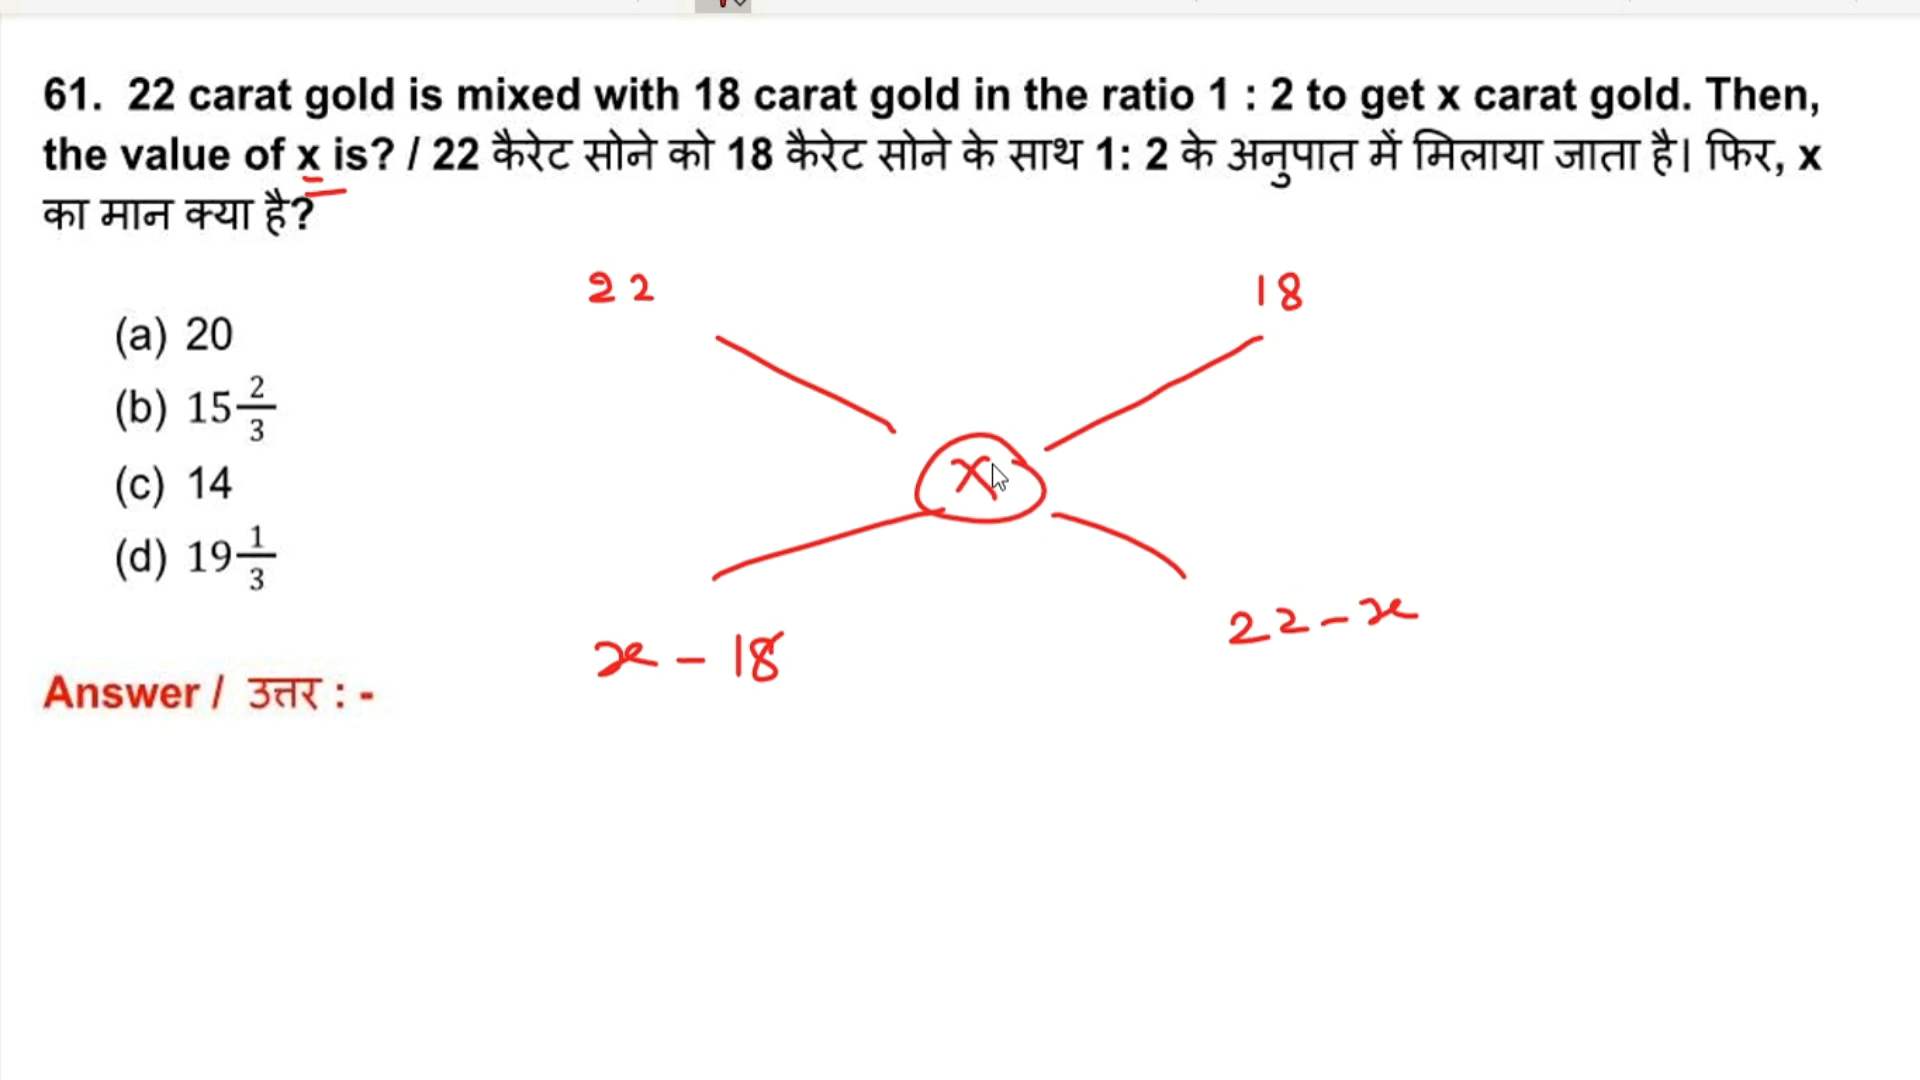 61. 22 carat gold is mixed with 18 carat gold in the ratio 1 : 2 to get x carat gold. Then,
the value of x is? / 22 कैरेट सोने को 18 कैरेट सोने के साथ 1: 2 के अनुपात में मिलाया जाता है। फिर, x
का मान क्या है?
22
18
(a) 20
(b) 15 2/3
x
(c) 14
(d) 19 1/3
22-x
x - 18
Answer / उत्तर : -